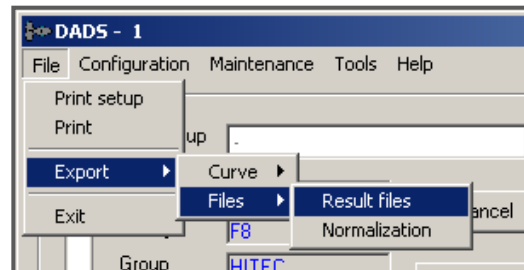 DADS - 1
File Configuration Maintenance Tools Help
Print setup
Print
up .
Export
Curve
Files
Result files
Exit
ancel
F8
Normalization
Group HITEC